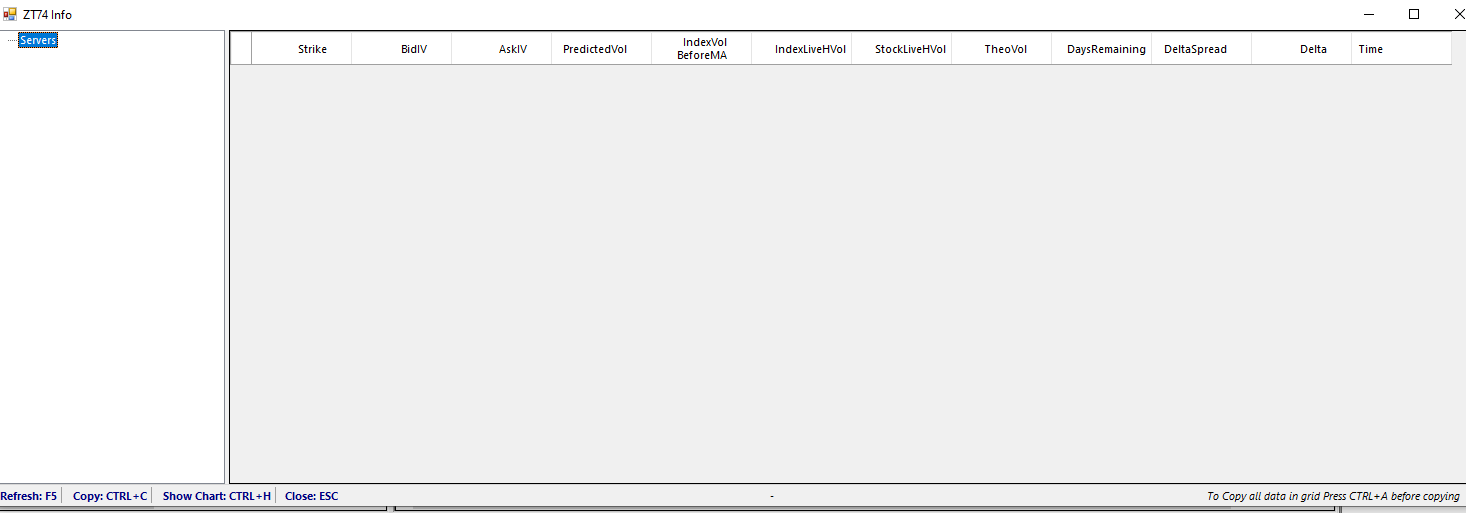 ZT74 Info
Servers
Strike BidIV AskIV PredictedVol IndexVol BeforeMA IndexLiveHVol StockLiveHVol TheoVol DaysRemaining DeltaSpread Delta Time
Refresh: F5 Copy: CTRL+C Show Chart: CTRL+H Close: ESC - To Copy all data in grid Press CTRL+A before copying